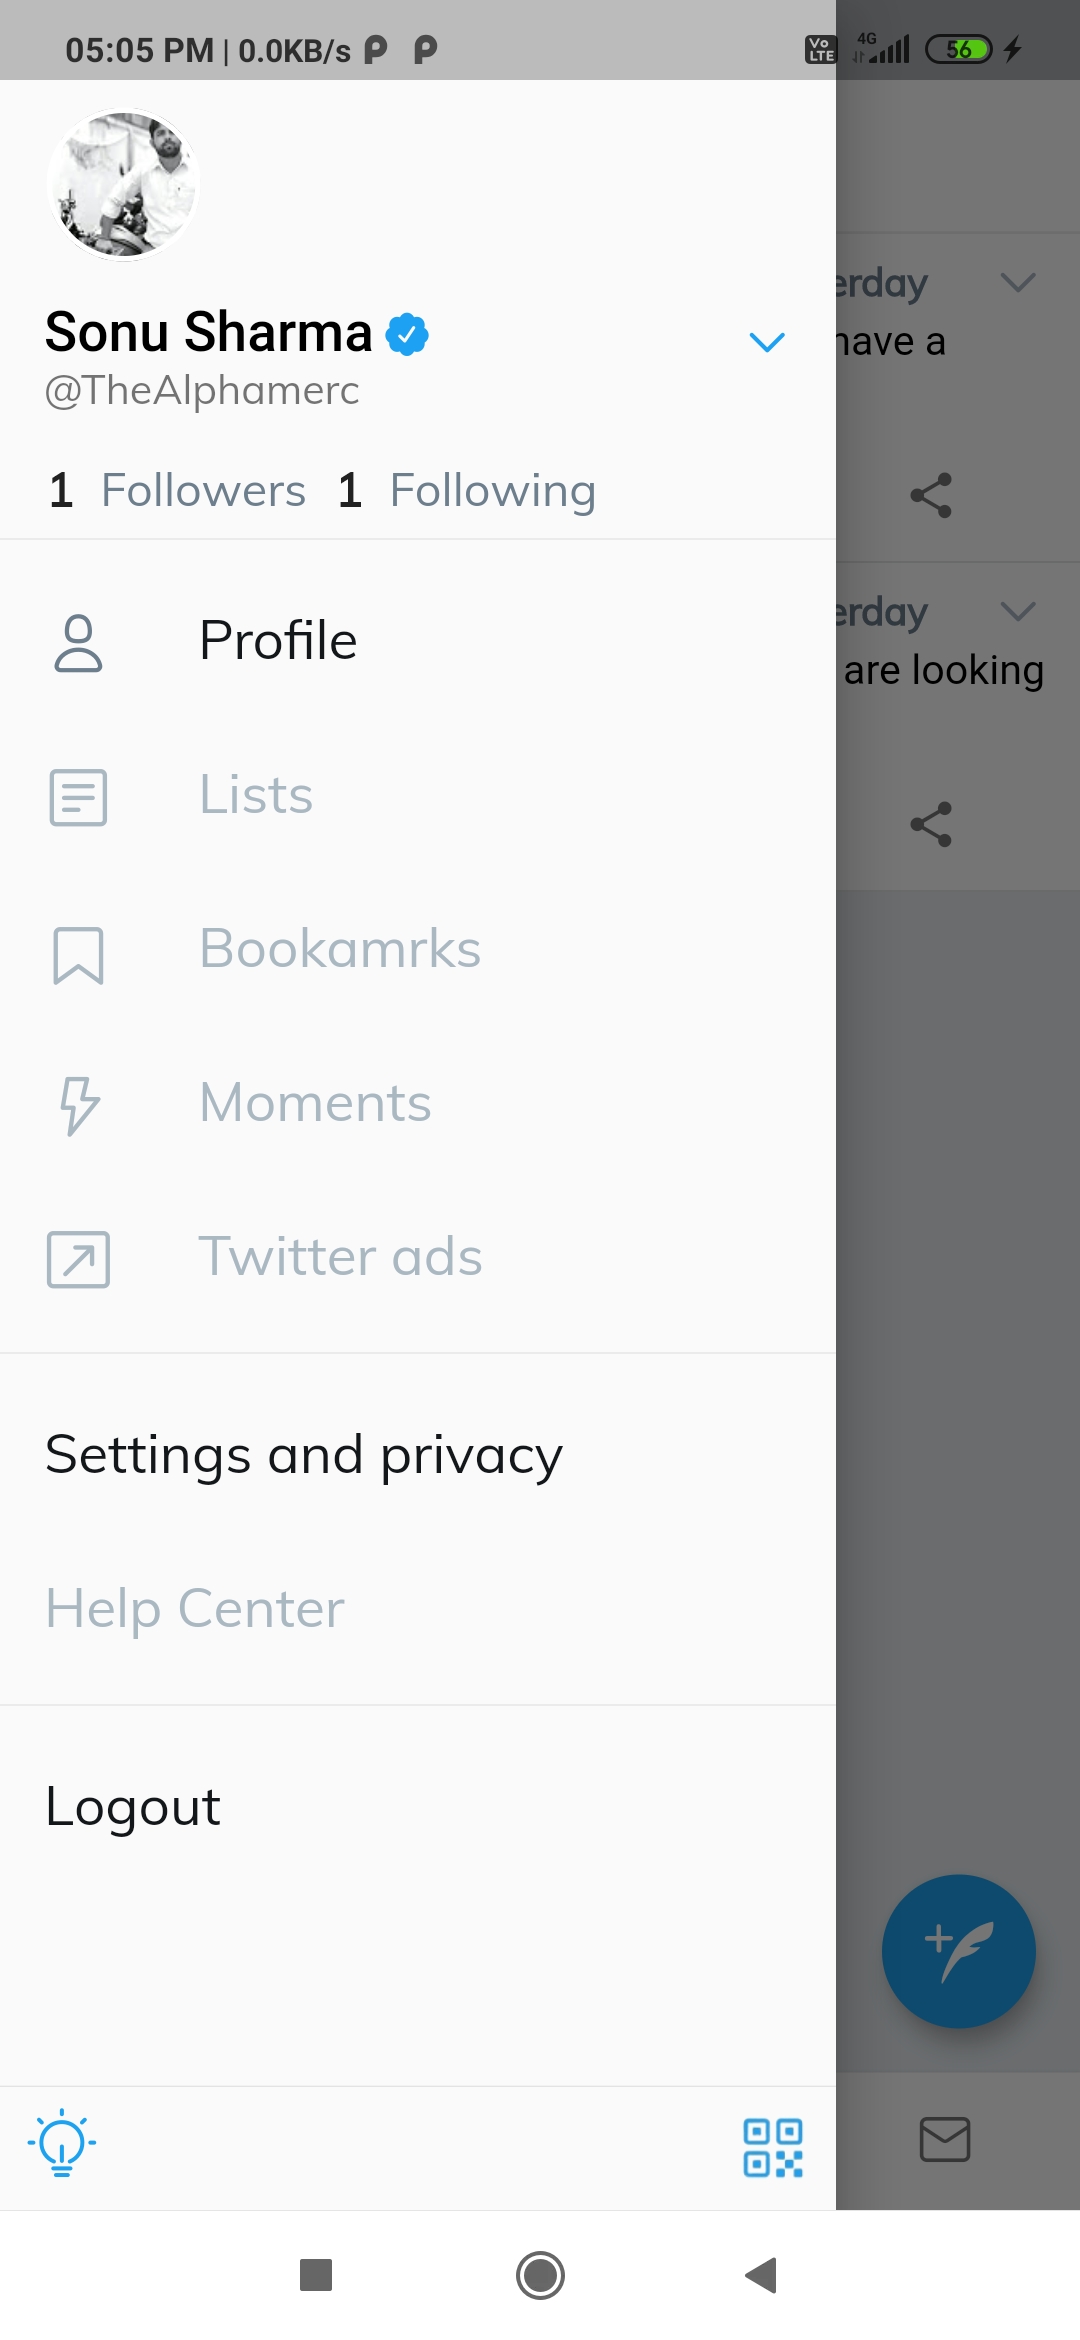 05:05 PM | 0.0KB/s
Vo LTE 4G 56
Sonu Sharma
@TheAlphamerc
1 Followers 1 Following
erday
have a
Profile
erday
are looking
Lists
Bookamrks
Moments
Twitter ads
Settings and privacy
Help Center
Logout